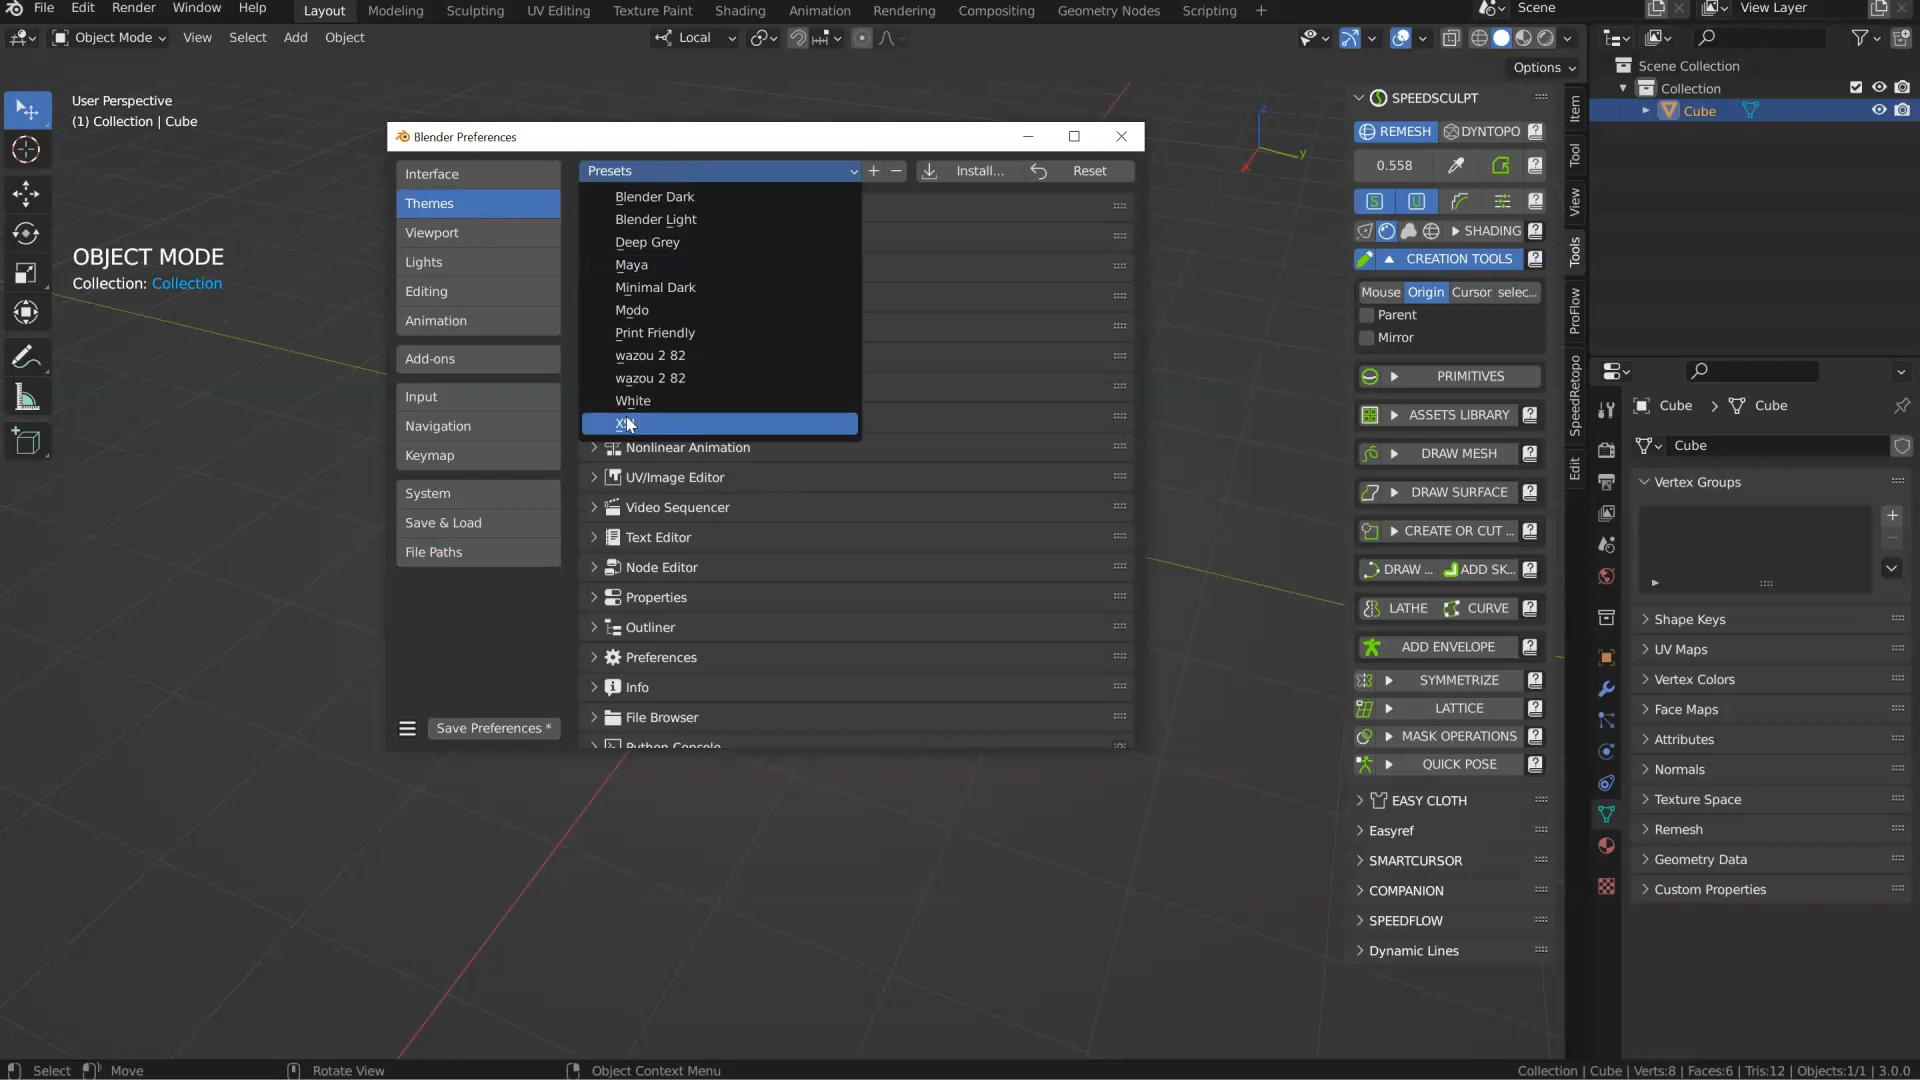 File Edit Render Window Help Layout Modeling Sculpting UV Editing Texture Paint Shading Animation Rendering Compositing Geometry Nodes Scripting + Scene View Layer
Object Mode View Select Add Object Local
Options
User Perspective
(1) Collection | Cube
OBJECT MODE
Collection: Collection
Blender Preferences
Interface
Themes
Viewport
Lights
Editing
Animation
Add-ons
Input
Navigation
Keymap
System
Save & Load
File Paths
Save Preferences *
Presets + − Install... Reset
Blender Dark
Blender Light
Deep Grey
Maya
Minimal Dark
Modo
Print Friendly
wazou 2 82
wazou 2 82
White
Nonlinear Animation
UV/Image Editor
Video Sequencer
Text Editor
Node Editor
Properties
Outliner
Preferences
Info
File Browser
Python Console
z
y
x
SPEEDSCULPT
REMESH DYNTOPO
0.558
S U
SHADING
CREATION TOOLS
Mouse Origin Cursor selec...
Parent
Mirror
PRIMITIVES
ASSETS LIBRARY
DRAW MESH
DRAW SURFACE
CREATE OR CUT ...
DRAW ... ADD SK...
LATHE CURVE
ADD ENVELOPE
SYMMETRIZE
LATTICE
MASK OPERATIONS
QUICK POSE
EASY CLOTH
Easyref
SMARTCURSOR
COMPANION
SPEEDFLOW
Dynamic Lines
Item
Tool
View
Tools
ProFlow
SpeedRetopo
Edit
Scene Collection
Collection
Cube
Cube > Cube
Cube
Vertex Groups
Shape Keys
UV Maps
Vertex Colors
Face Maps
Attributes
Normals
Texture Space
Remesh
Geometry Data
Custom Properties
Select Move Rotate View Object Context Menu Collection | Cube | Verts:8 | Faces:6 | Tris:12 | Objects:1/1 | 3.0.0